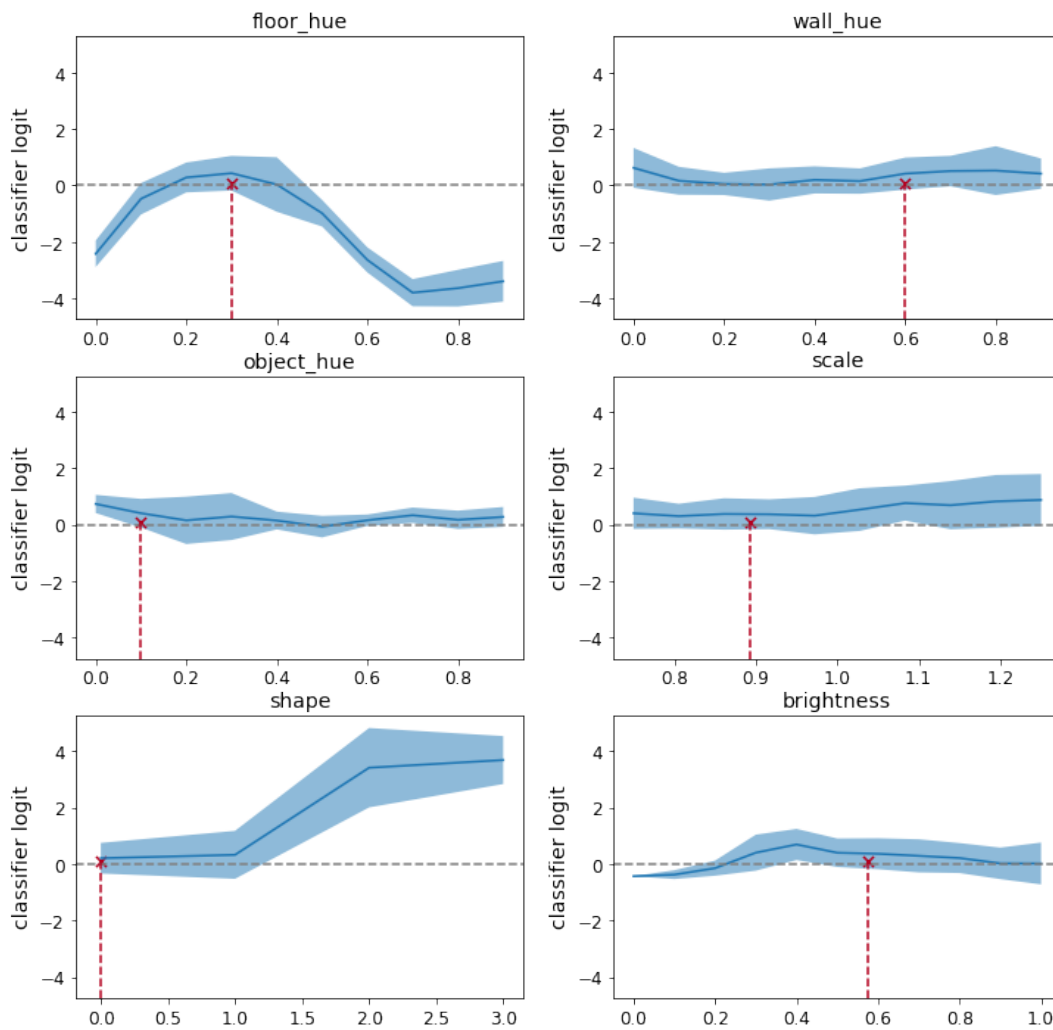 floor_hue
wall_hue
classifier logit
4
2
0
−2
−4
0.0 0.2 0.4 0.6 0.8
classifier logit
4
2
0
−2
−4
0.0 0.2 0.4 0.6 0.8
object_hue
scale
classifier logit
4
2
0
−2
−4
0.0 0.2 0.4 0.6 0.8
classifier logit
4
2
0
−2
−4
0.8 0.9 1.0 1.1 1.2
shape
brightness
classifier logit
4
2
0
−2
−4
0.0 0.5 1.0 1.5 2.0 2.5 3.0
classifier logit
4
2
0
−2
−4
0.0 0.2 0.4 0.6 0.8 1.0